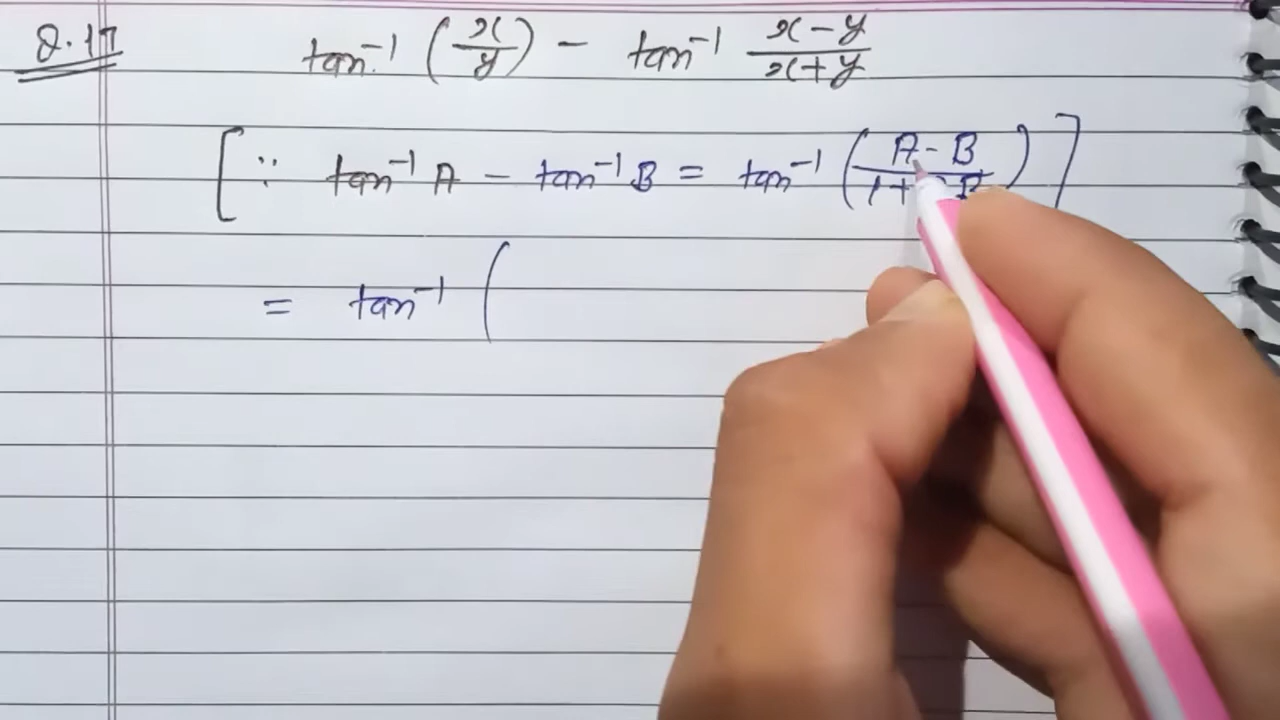 Q.17 tan⁻¹ (x/y) - tan⁻¹ x-y/x+y
[∵ tan⁻¹ A - tan⁻¹ B = tan⁻¹ (A-B/1+ B)]
= tan⁻¹ (